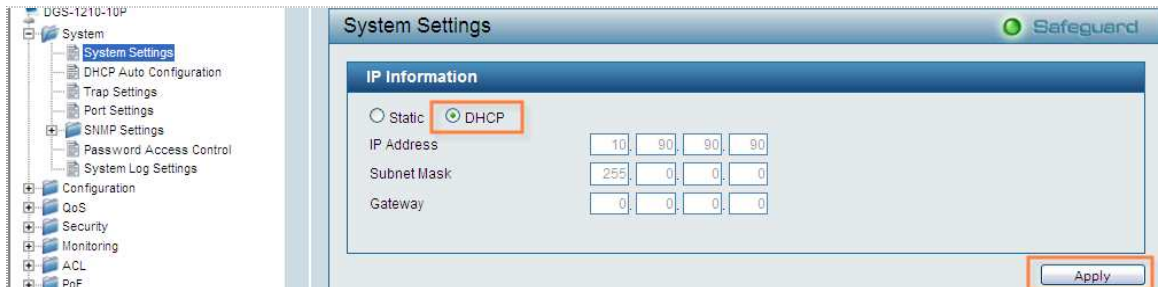 DGS-1210-10P
System
System Settings
DHCP Auto Configuration
Trap Settings
Port Settings
SNMP Settings
Password Access Control
System Log Settings
Configuration
QoS
Security
Monitoring
ACL
PoE
System Settings
Safeguard
IP Information
Static DHCP
IP Address 10. 90. 90. 90
Subnet Mask 255. 0. 0. 0
Gateway 0. 0. 0. 0
Apply